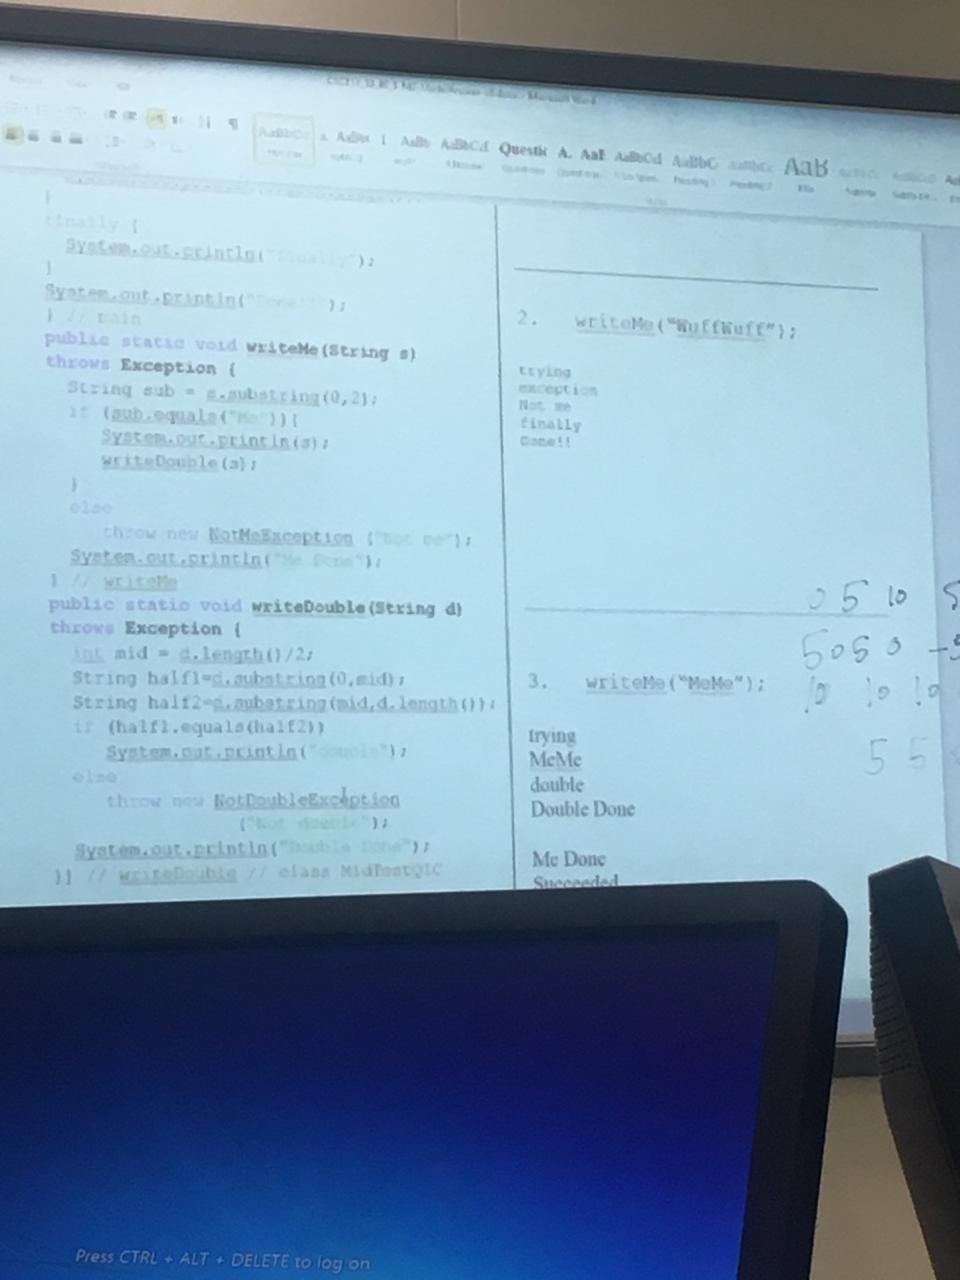 Microsoft Word
AaBbCc AaBb AaBbCcI Questic A. AaI AaBbCcI AaBbC AaBbCc AaB
}
finally {
System.out.println("finally");
}
System.out.println("Done!!");
} // main
public static void writeMe(String s)
throws Exception {
String sub = s.substring(0,2);
if (sub.equals("Me")){
System.out.println(s);
writeDouble(s);
}
else
throw new NotMeException ("Not me");
System.out.println("Me Done");
} // writeMe
public static void writeDouble(String d)
throws Exception {
int mid = d.length()/2;
String half1=d.substring(0,mid);
String half2=d.substring(mid,d.length());
if (half1.equals(half2))
System.out.println("double");
else
throw new NotDoubleException
("Not double");
System.out.println("Double Done");
}} // writeDouble // class MidTestQ1C
2. writeMe("WuffWuff");
trying
exception
Not me
finally
Done!!
3. writeMe("MeMe");
trying
MeMe
double
Double Done
Me Done
Succeeded
0 5 10 5
5 0 5 0
10 10 10
5 5
Press CTRL + ALT + DELETE to log on